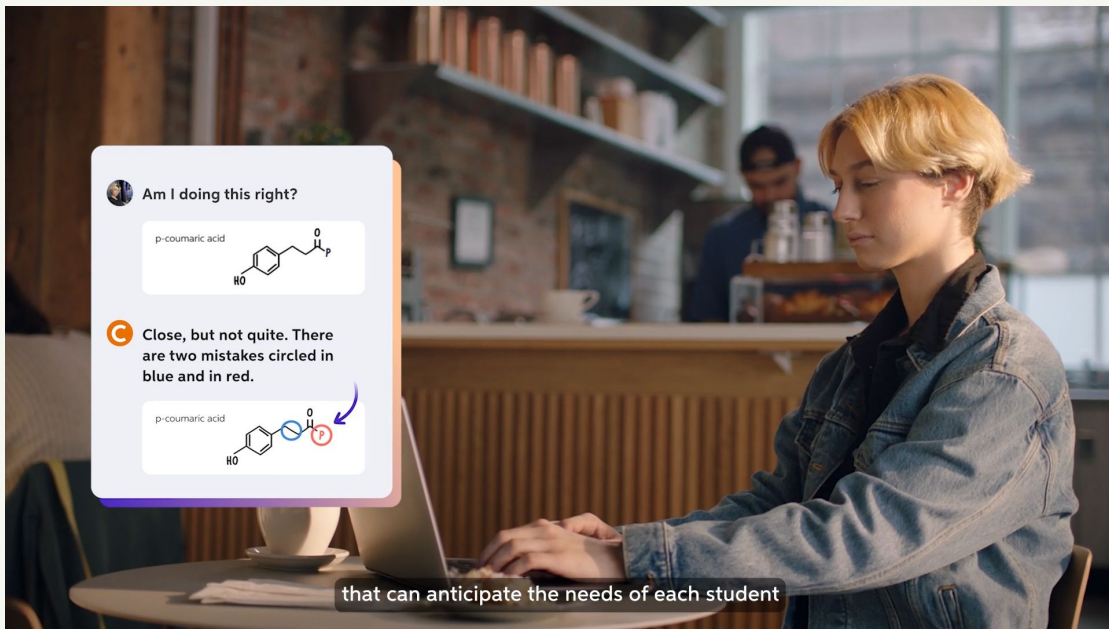 Am I doing this right?
p-coumaric acid
O
P
HO
C
Close, but not quite. There
are two mistakes circled in
blue and in red.
p-coumaric acid
O
P
HO
that can anticipate the needs of each student